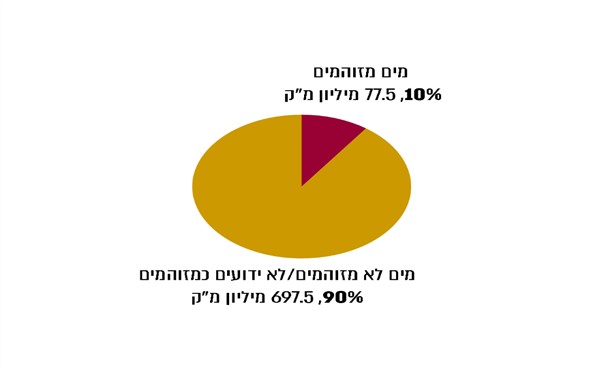 מים מזוהמים
10%, 77.5 מיליון מ"ק
מים לא מזוהמים/לא ידועים כמזוהמים
90%, 697.5 מיליון מ"ק